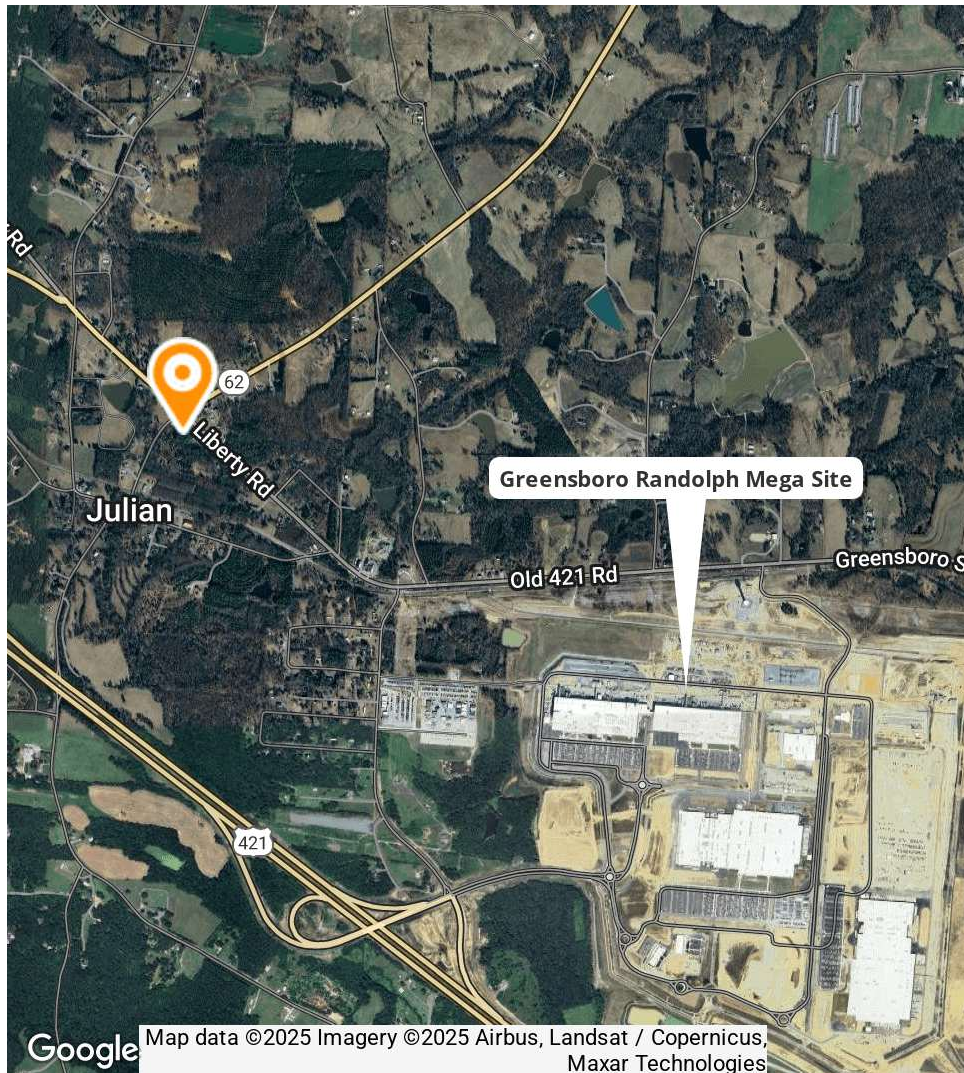 Rd
62
Liberty Rd
Greensboro Randolph Mega Site
Julian
Old 421 Rd
Greensboro S
421
Google
Map data ©2025 Imagery ©2025 Airbus, Landsat / Copernicus,
Maxar Technologies